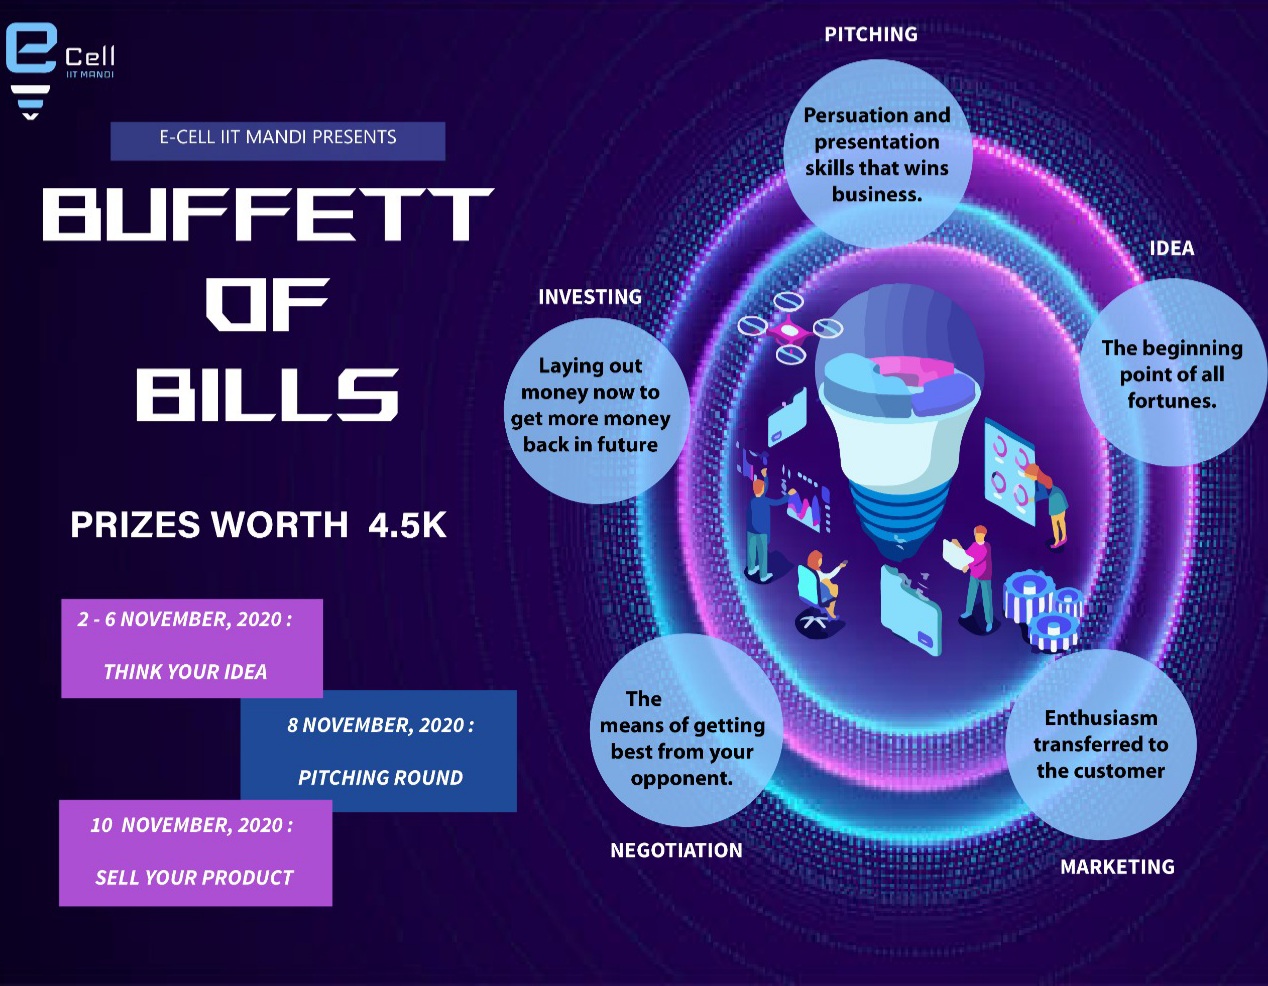 e Cell
IIT MANDI
E-CELL IIT MANDI PRESENTS
BUFFETT
OF
BILLS
PRIZES WORTH 4.5K
2 - 6 NOVEMBER, 2020 :
THINK YOUR IDEA
8 NOVEMBER, 2020 :
PITCHING ROUND
10 NOVEMBER, 2020 :
SELL YOUR PRODUCT
PITCHING
Persuation and
presentation
skills that wins
business.
IDEA
The beginning
point of all
fortunes.
INVESTING
Laying out
money now to
get more money
back in future
The
means of getting
best from your
opponent.
NEGOTIATION
Enthusiasm
transferred to
the customer
MARKETING